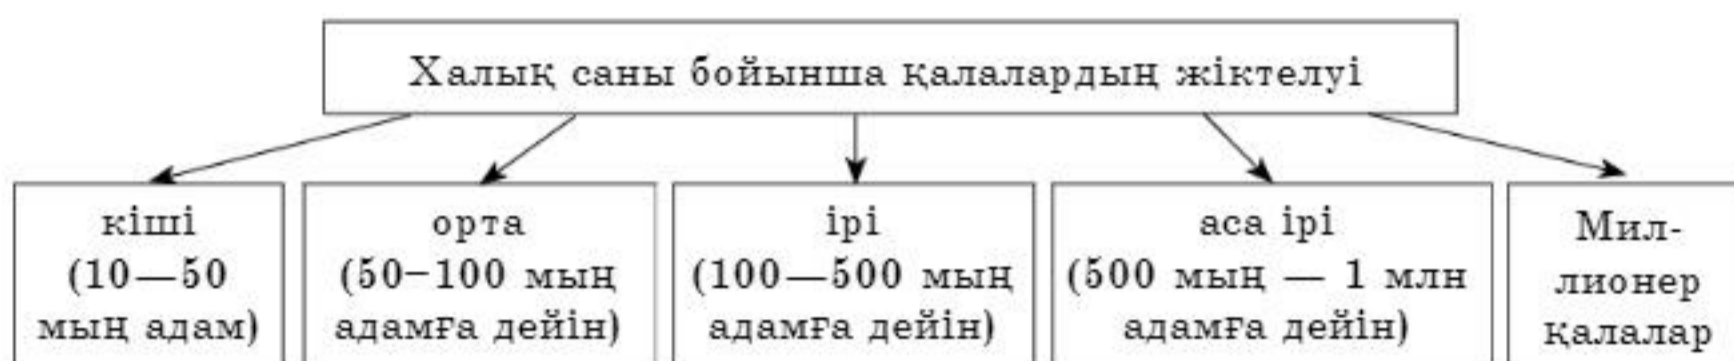 Халық саны бойынша қалалардың жіктелуі
кіші
(10—50
мың адам)
орта
(50–100 мың
адамға дейін)
ірі
(100—500 мың
адамға дейін)
аса ірі
(500 мың — 1 млн
адамға дейін)
Мил-
лионер
қалалар